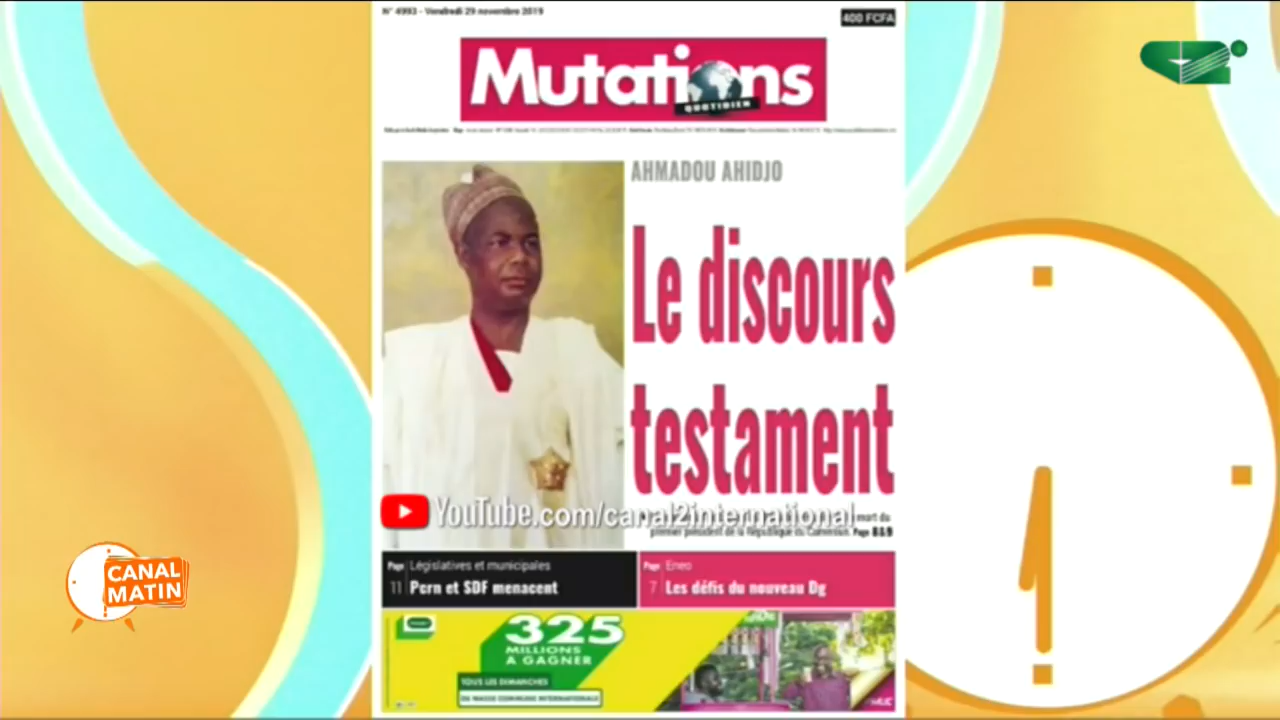 N° 4993 - Vendredi 29 novembre 2019
400 FCFA
Mutations
QUOTIDIEN
AHMADOU AHIDJO
Le discours
testament
mort du
premier président de la République du Cameroun. Page 8&9
YouTube.com/canal2international
Page 11 Législatives et municipales
Pcrn et SDF menacent
Page 7 Eneo
Les défis du nouveau Dg
325
MILLIONS
A GAGNER
TOUS LES DIMANCHES
CANAL
MATIN
C2